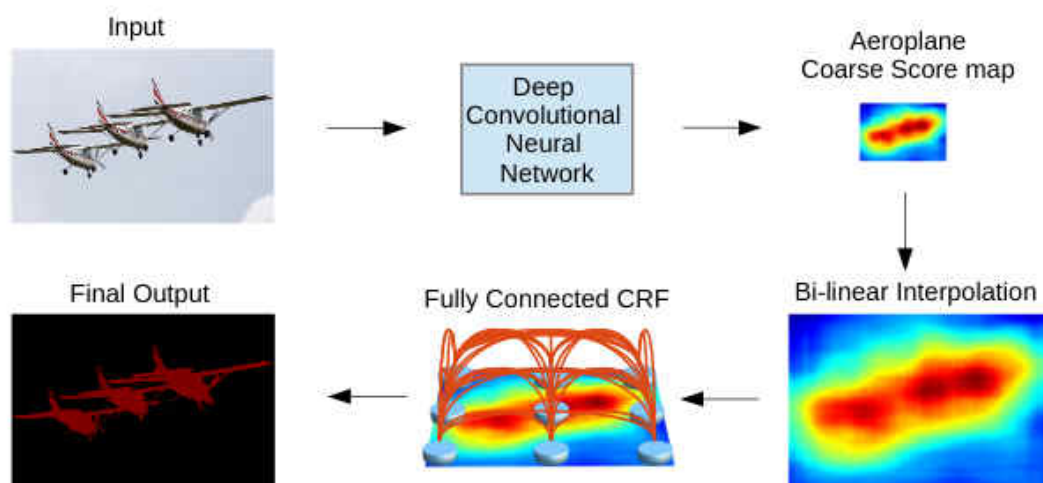 Input
Deep
Convolutional
Neural
Network
Aeroplane
Coarse Score map
Bi-linear Interpolation
Fully Connected CRF
Final Output